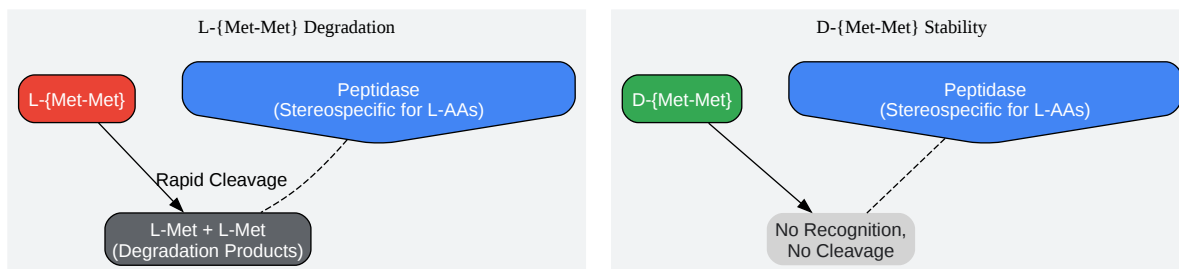 L-{Met-Met} Degradation
L-{Met-Met}
Peptidase
(Stereospecific for L-AAs)
Rapid Cleavage
L-Met + L-Met
(Degradation Products)
D-{Met-Met} Stability
D-{Met-Met}
Peptidase
(Stereospecific for L-AAs)
No Recognition,
No Cleavage